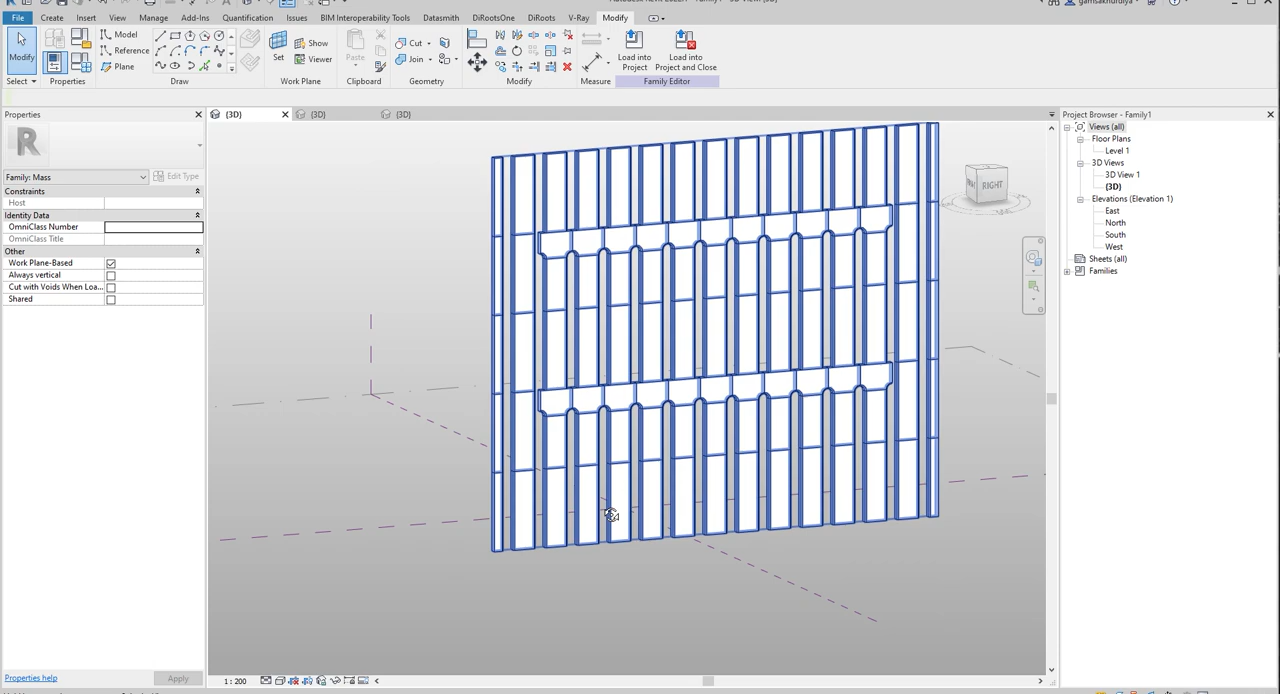 gamsakhurdiya
File Create Insert View Manage Add-Ins Quantification Issues BIM Interoperability Tools Datasmith DiRootsOne DiRoots V-Ray Modify
Modify
Select
Properties
Model
Reference
Plane
Draw
Set
Show
Viewer
Work Plane
Paste
Clipboard
Cut
Join
Geometry
Modify
Measure
Load into
Project
Load into
Project and Close
Family Editor
Properties
Family: Mass
Edit Type
Constraints
Host
Identity Data
OmniClass Number
OmniClass Title
Other
Work Plane-Based
Always vertical
Cut with Voids When Loa...
Shared
Properties help
Apply
{3D}
{3D}
{3D}
RIGHT
1 : 200
Project Browser - Family1
Views (all)
Floor Plans
Level 1
3D Views
3D View 1
{3D}
Elevations (Elevation 1)
East
North
South
West
Sheets (all)
Families